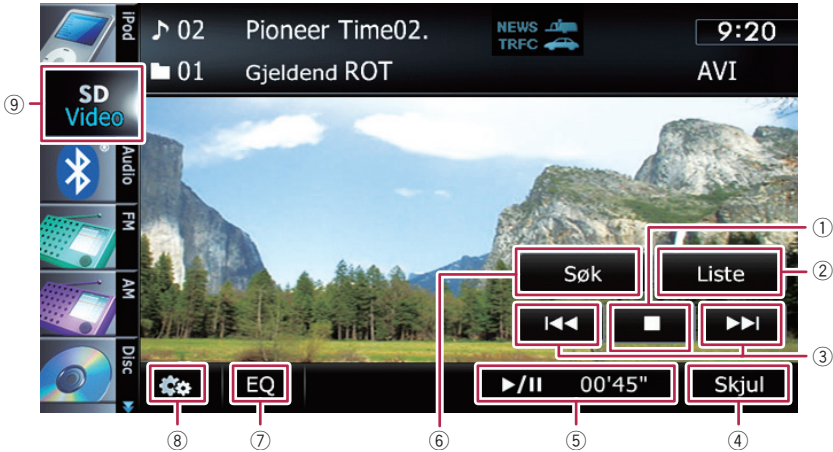 iPod
♪ 02 Pioneer Time02.
NEWS
TRFC
9:20
01 Gjeldend ROT
AVI
⑨
SD
Video
Audio
FM
AM
Disc
①
②
Søk
Liste
③
EQ
►/II 00'45"
Skjul
⑧
⑦
⑥
⑤
④